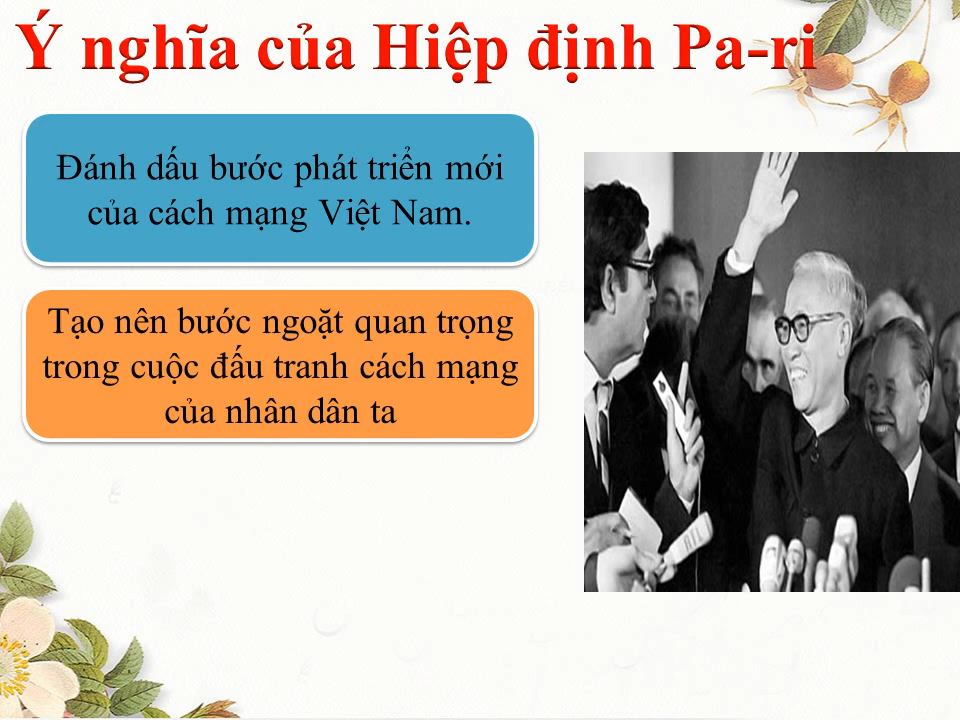 Ý nghĩa của Hiệp định Pa-ri
Đánh dấu bước phát triển mới
của cách mạng Việt Nam.
Tạo nên bước ngoặt quan trọng
trong cuộc đấu tranh cách mạng
của nhân dân ta
RTL